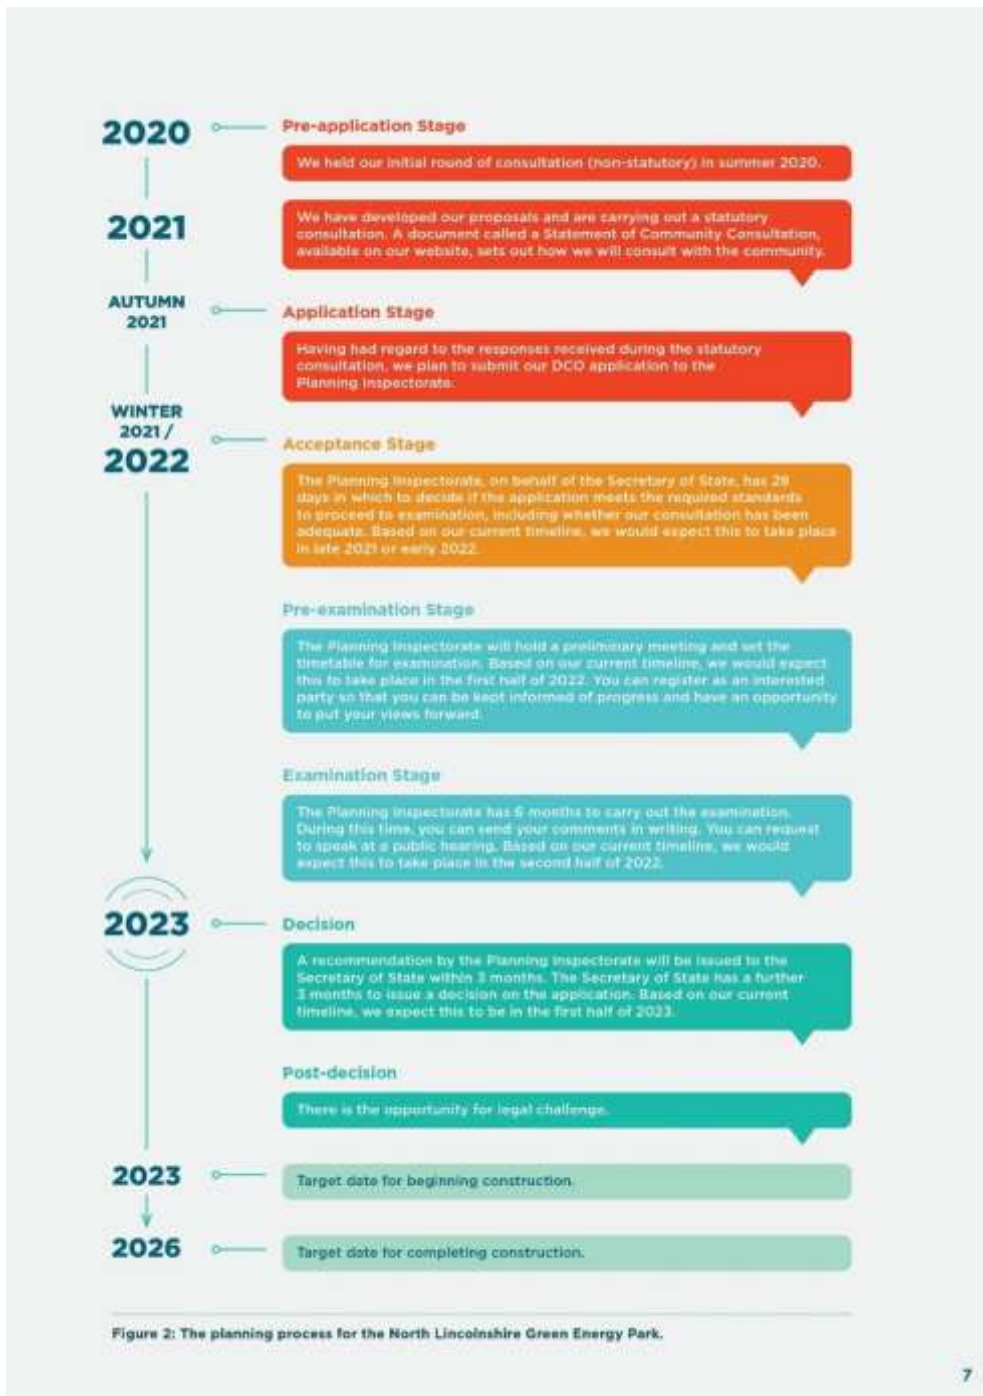 2020
Pre-application Stage
We held our initial round of consultation (non-statutory) in summer 2020.
2021
We have developed our proposals and are carrying out a statutory
consultation. A document called a Statement of Community Consultation,
available on our website, sets out how we will consult with the community.
AUTUMN
2021
Application Stage
Having had regard to the responses received during the statutory
consultation, we plan to submit our DCO application to the
Planning Inspectorate.
WINTER
2021 /
2022
Acceptance Stage
The Planning Inspectorate, on behalf of the Secretary of State, has 28
days in which to decide if the application meets the required standards
to proceed to examination, including whether our consultation has been
adequate. Based on our current timeline, we would expect this to take place
in late 2021 or early 2022.
Pre-examination Stage
The Planning Inspectorate will hold a preliminary meeting and set the
timetable for examination. Based on our current timeline, we would expect
this to take place in the first half of 2022. You can register as an interested
party so that you can be kept informed of progress and have an opportunity
to put your views forward.
Examination Stage
The Planning Inspectorate has 6 months to carry out the examination.
During this time, you can send your comments in writing. You can request
to speak at a public hearing. Based on our current timeline, we would
expect this to take place in the second half of 2022.
2023
Decision
A recommendation by the Planning Inspectorate will be issued to the
Secretary of State within 3 months. The Secretary of State has a further
3 months to issue a decision on the application. Based on our current
timeline, we expect this to be in the first half of 2023.
Post-decision
There is the opportunity for legal challenge.
2023
Target date for beginning construction.
2026
Target date for completing construction.
Figure 2: The planning process for the North Lincolnshire Green Energy Park.
7